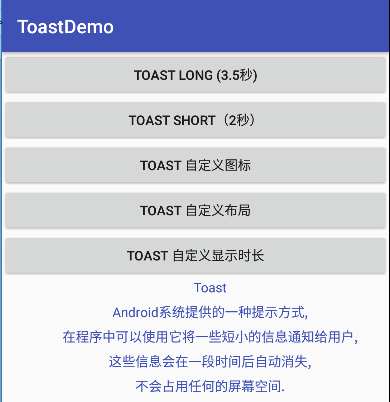 ToastDemo
TOAST LONG (3.5秒)
TOAST SHORT（2秒）
TOAST 自定义图标
TOAST 自定义布局
TOAST 自定义显示时长
Toast
Android系统提供的一种提示方式,
在程序中可以使用它将一些短小的信息通知给用户,
这些信息会在一段时间后自动消失,
不会占用任何的屏幕空间.